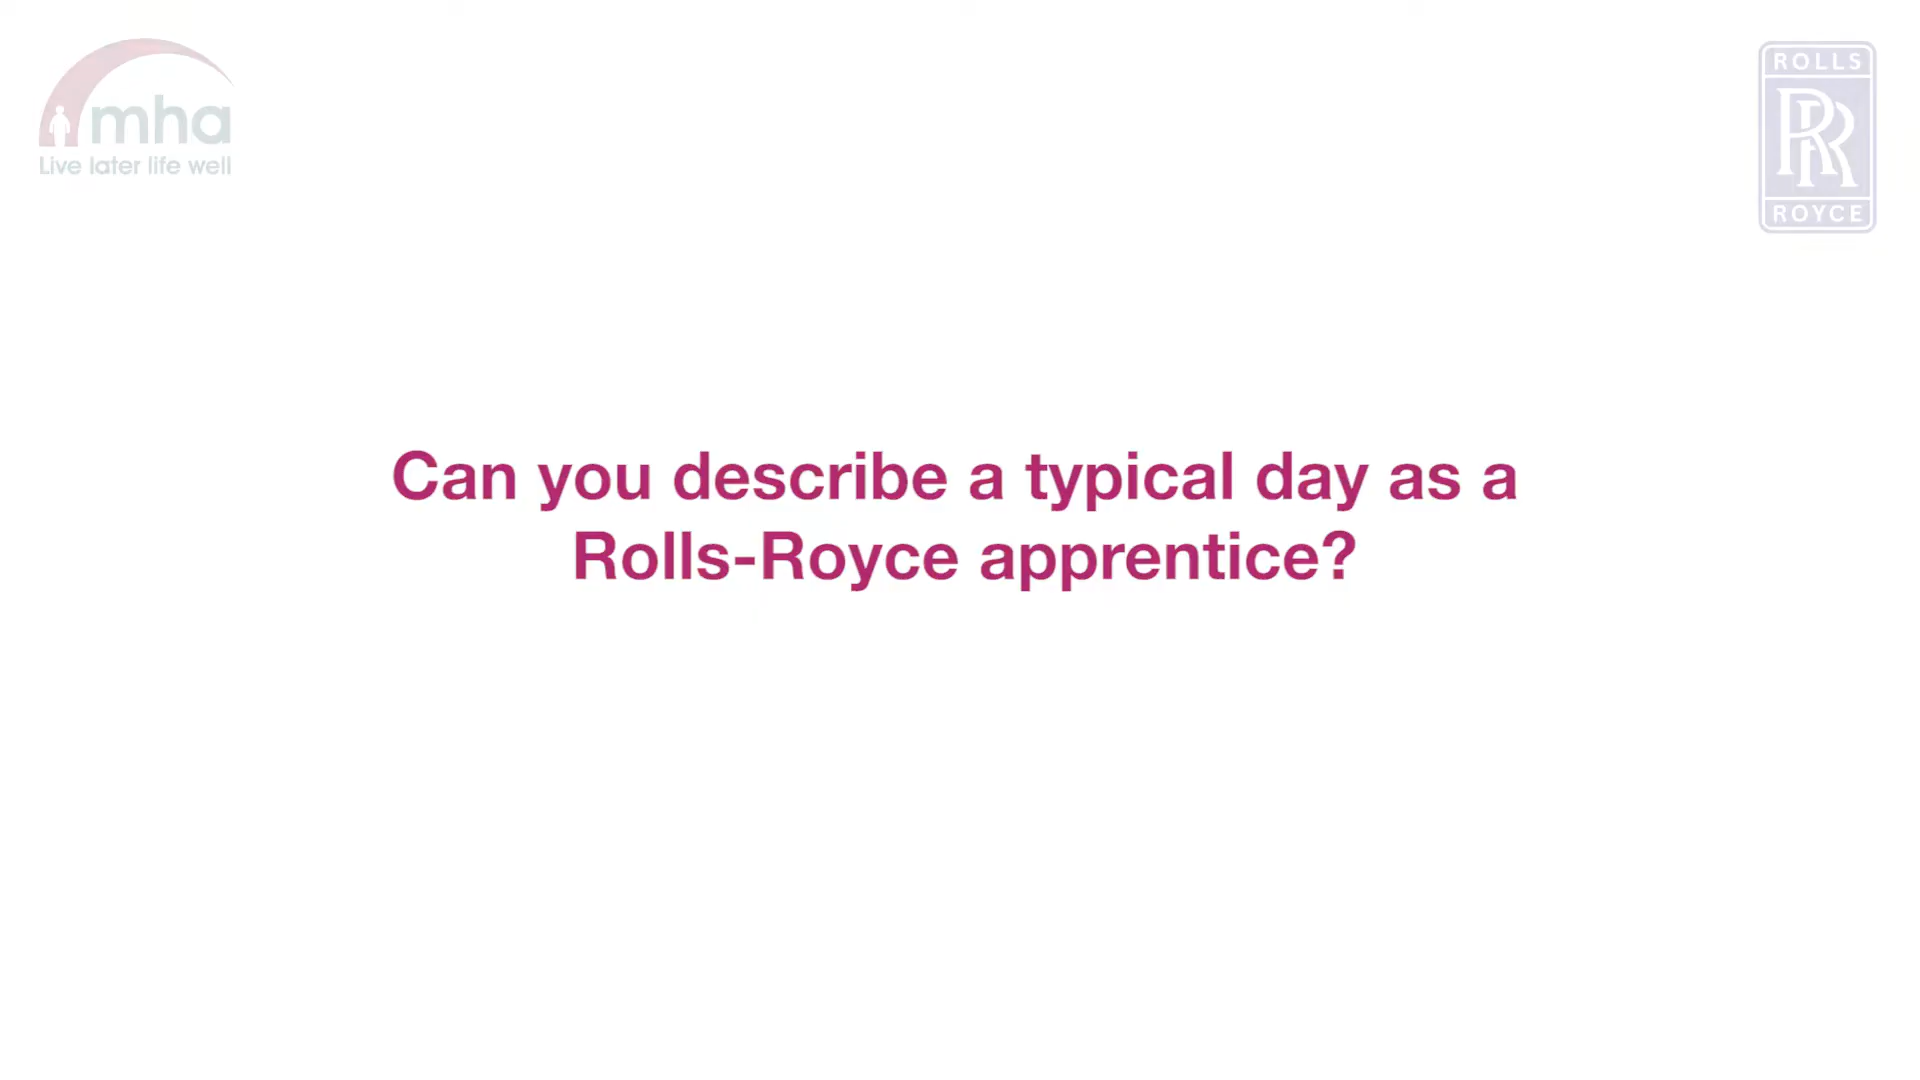 mha
Live later life well
ROLLS
RR
ROYCE
Can you describe a typical day as a
Rolls-Royce apprentice?